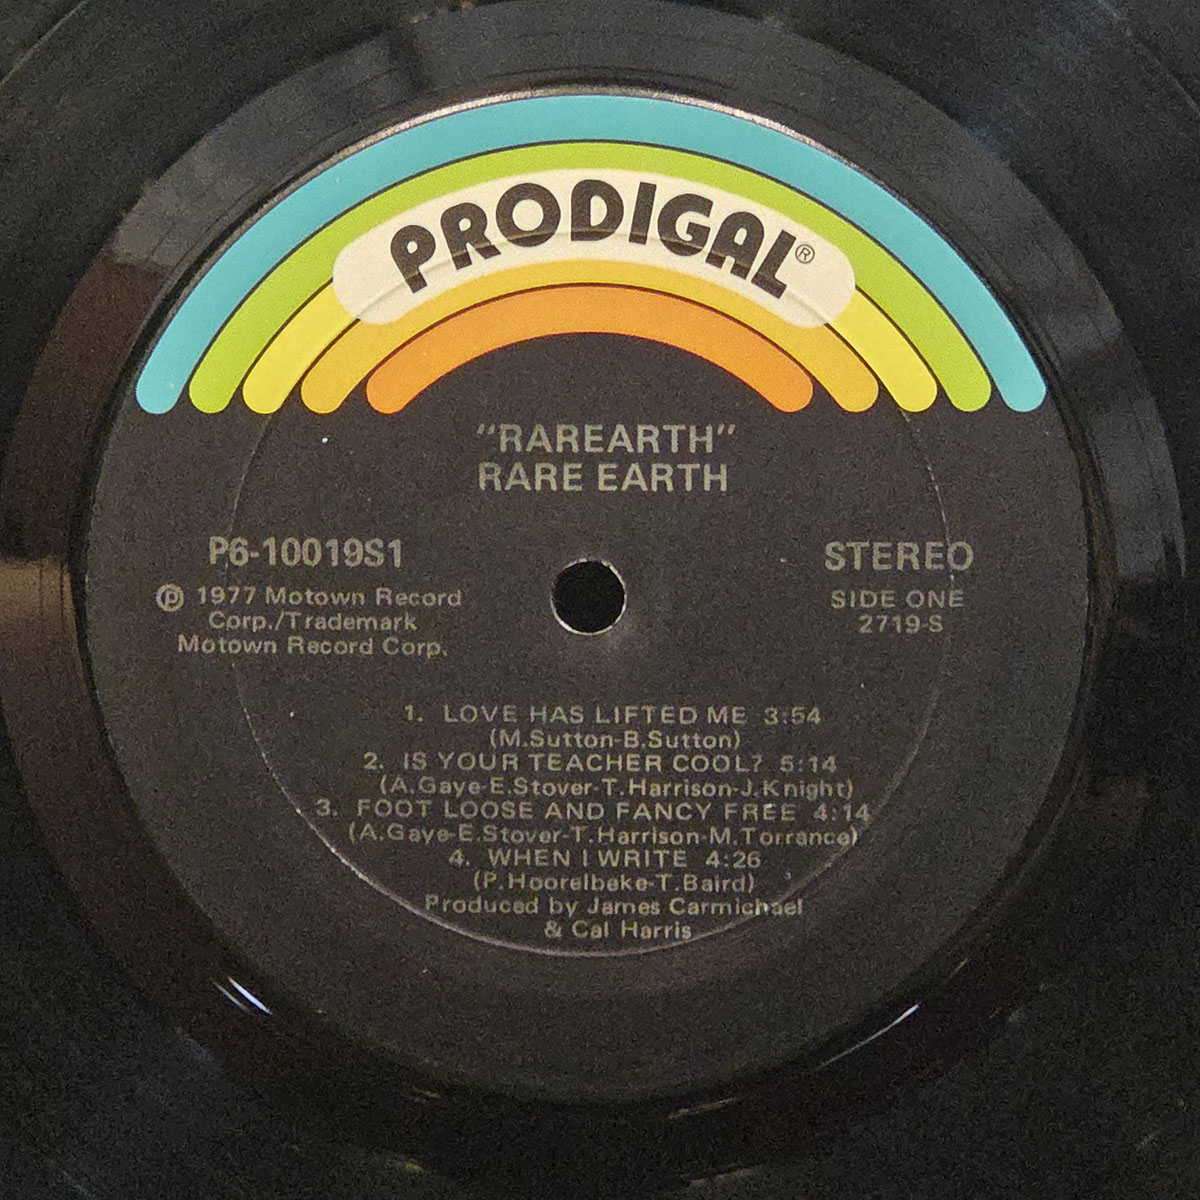 PRODIGAL®
"RAREARTH"
RARE EARTH
P6-10019S1
℗ 1977 Motown Record
Corp./Trademark
Motown Record Corp.
STEREO
SIDE ONE
2719-S
1. LOVE HAS LIFTED ME 3:54
(M.Sutton-B.Sutton)
2. IS YOUR TEACHER COOL? 5:14
(A.Gaye-E.Stover-T.Harrison-J.Knight)
3. FOOT LOOSE AND FANCY FREE 4:14
(A.Gaye-E.Stover-T.Harrison-M.Torrance)
4. WHEN I WRITE 4:26
(P.Hoorelbeke-T.Baird)
Produced by James Carmichael
& Cal Harris